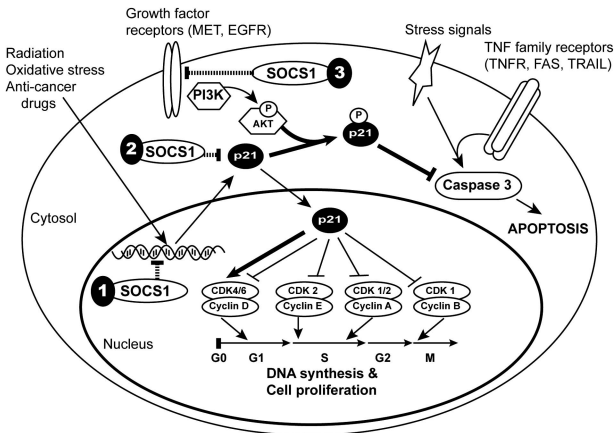 Growth factor
receptors (MET, EGFR)
Stress signals
TNF family receptors
(TNFR, FAS, TRAIL)
Radiation
Oxidative stress
Anti-cancer
drugs
SOCS1 3
PI3K
P
AKT
P
p21
2 SOCS1
p21
Caspase 3
APOPTOSIS
Cytosol
p21
1 SOCS1
CDK4/6
Cyclin D
CDK 2
Cyclin E
CDK 1/2
Cyclin A
CDK 1
Cyclin B
Nucleus
G0 G1 S G2 M
DNA synthesis &
Cell proliferation